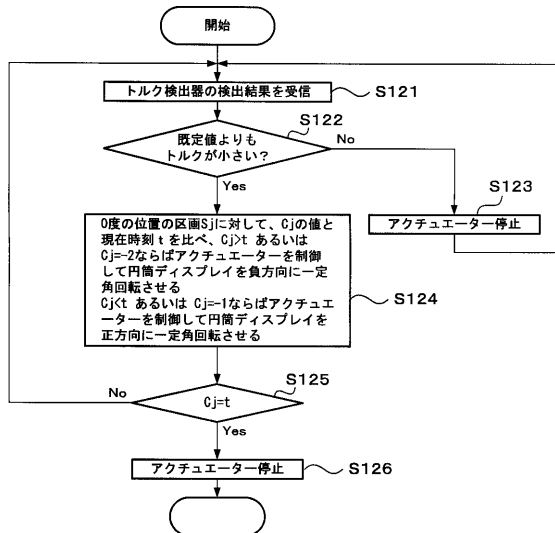 開始
トルク検出器の検出結果を受信
S121
S122
既定値よりも
トルクが小さい?
No
Yes
S123
アクチュエーター停止
0度の位置の区画Sjに対して、Cjの値と
現在時刻 t を比べ、Cj>t あるいは
Cj=-2ならばアクチュエーターを制御
して円筒ディスプレイを負方向に一定
角回転させる
Cj<t あるいは Cj=-1ならばアクチュエ
ーターを制御して円筒ディスプレイを
正方向に一定角回転させる
S124
S125
No
Cj=t
Yes
アクチュエーター停止
S126